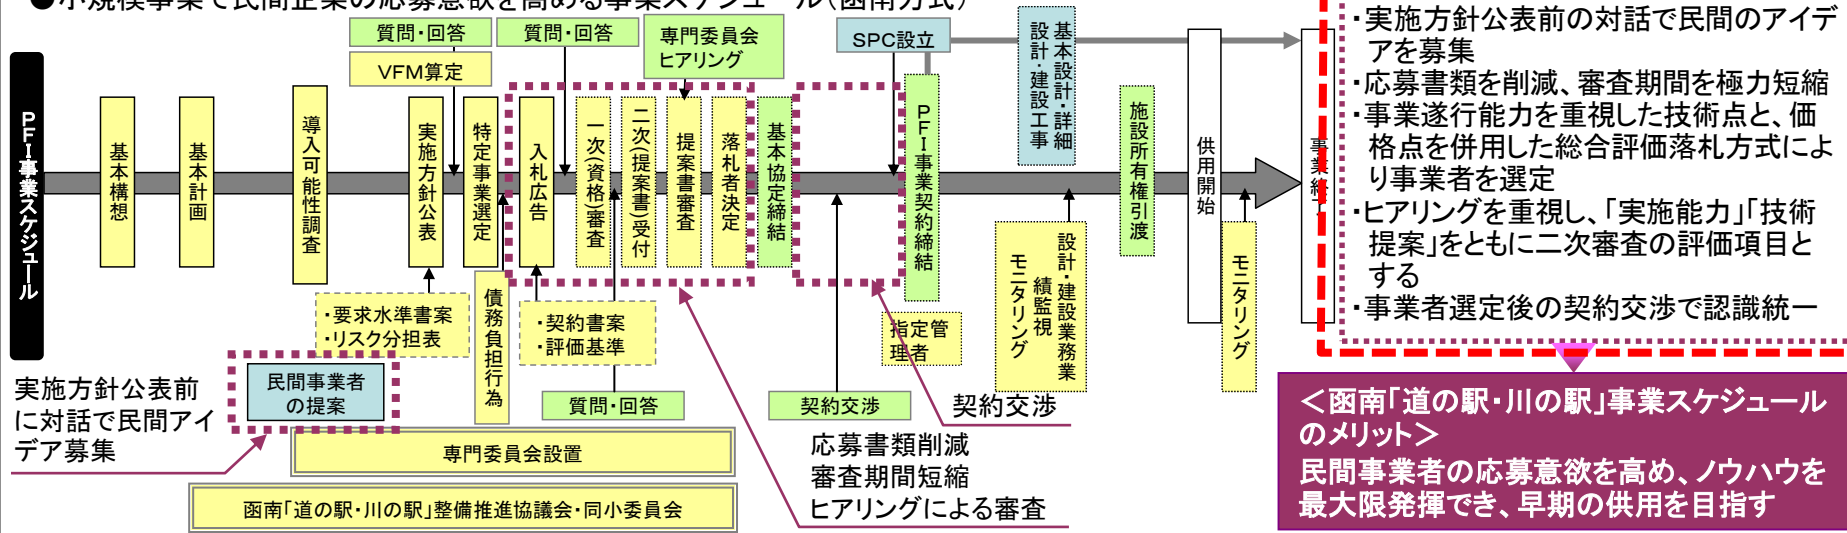 ●小規模事業で民間企業の応募意欲を高める事業スケジュール(函南方式)
質問・回答
VFM算定
質問・回答
専門委員会
ヒアリング
SPC設立
PFI事業スケジュール
基本構想
基本計画
導入可能性調査
実施方針公表
特定事業選定
入札広告
一次(資格)審査
二次(提案書)受付
提案書審査
落札者決定
基本協定締結
PFI事業契約締結
基本設計・詳細
設計・建設工事
施設所有権引渡
供用開始
事業終了
・要求水準書案
・リスク分担表
債務負担行為
・契約書案
・評価基準
質問・回答
契約交渉
指定管
理者
設計・建設業務業
績監視
モニタリング
モニタリング
民間事業者
の提案
実施方針公表前
に対話で民間アイ
デア募集
専門委員会設置
函南「道の駅・川の駅」整備推進協議会・同小委員会
契約交渉
応募書類削減
審査期間短縮
ヒアリングによる審査
・実施方針公表前の対話で民間のアイデ
アを募集
・応募書類を削減、審査期間を極力短縮
・事業遂行能力を重視した技術点と、価
格点を併用した総合評価落札方式によ
り事業者を選定
・ヒアリングを重視し、「実施能力」「技術
提案」をともに二次審査の評価項目と
する
・事業者選定後の契約交渉で認識統一
＜函南「道の駅・川の駅」事業スケジュール
のメリット＞
民間事業者の応募意欲を高め、ノウハウを
最大限発揮でき、早期の供用を目指す